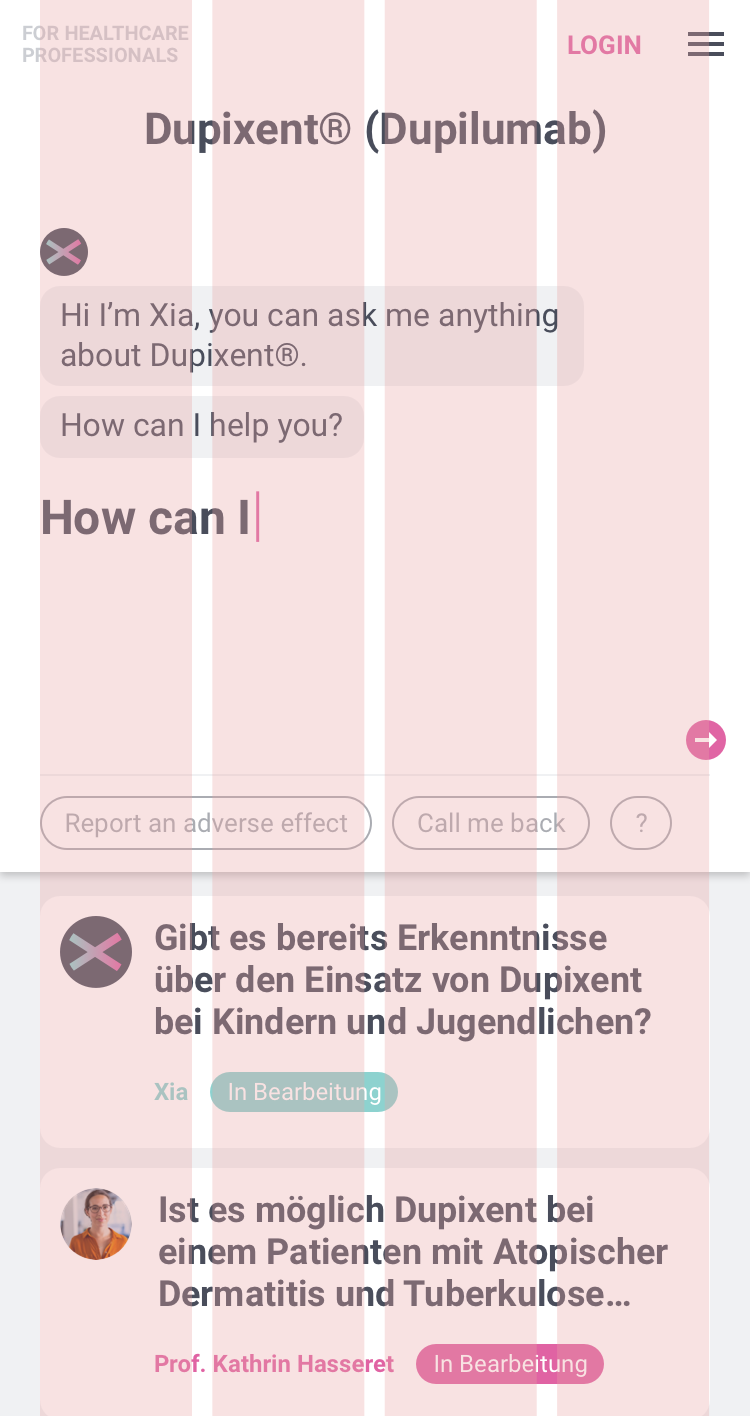 FOR HEALTHCARE
PROFESSIONALS
LOGIN
Dupixent® (Dupilumab)
Hi I’m Xia, you can ask me anything
about Dupixent®.
How can I help you?
How can I
Report an adverse effect
Call me back
?
Gibt es bereits Erkenntnisse
über den Einsatz von Dupixent
bei Kindern und Jugendlichen?
Xia
In Bearbeitung
Ist es möglich Dupixent bei
einem Patienten mit Atopischer
Dermatitis und Tuberkulose…
Prof. Kathrin Hasseret
In Bearbeitung